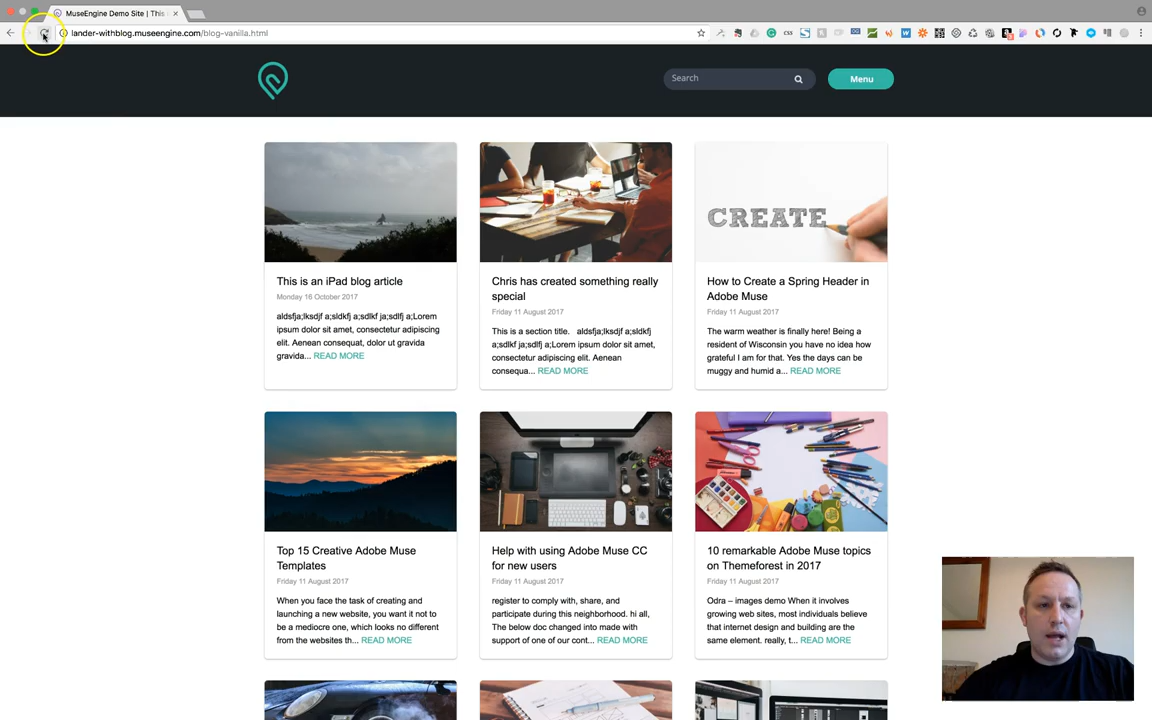 MuseEngine Demo Site | This
lander-withblog.museengine.com/blog-vanilla.html
Search
Menu
CREATE
This is an iPad blog article
Monday 16 October 2017
aldsfja;lksdjf a;sldkfj a;sdlkf ja;sdlfj a;Lorem
ipsum dolor sit amet, consectetur adipiscing
elit. Aenean consequat, dolor ut gravida
gravida... READ MORE
Chris has created something really
special
Friday 11 August 2017
This is a section title. aldsfja;lksdjf a;sldkfj
a;sdlkf ja;sdlfj a;Lorem ipsum dolor sit amet,
consectetur adipiscing elit. Aenean
consequa... READ MORE
How to Create a Spring Header in
Adobe Muse
Friday 11 August 2017
The warm weather is finally here! Being a
resident of Wisconsin you have no idea how
grateful I am for that. Yes the days can be
muggy and humid a... READ MORE
Top 15 Creative Adobe Muse
Templates
Friday 11 August 2017
When you face the task of creating and
launching a new website, you want it not to
be a mediocre one, which looks no different
from the websites th... READ MORE
Help with using Adobe Muse CC
for new users
Friday 11 August 2017
register to comply with, share, and
participate during this neighborhood. hi all,
The below doc changed into made with
support of one of our cont... READ MORE
10 remarkable Adobe Muse topics
on Themeforest in 2017
Friday 11 August 2017
Odra – images demo When it involves
growing web sites, most individuals believe
that internet design and building are the
same element. really, t... READ MORE